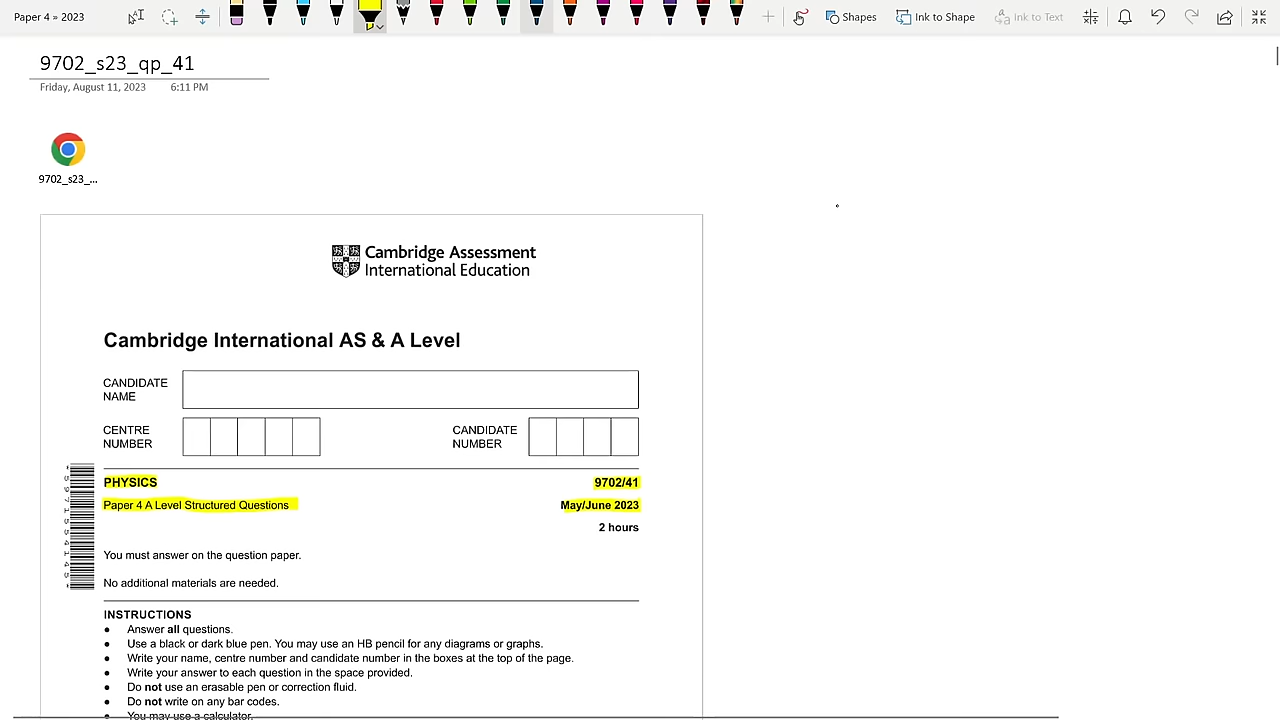 Paper 4 » 2023
Shapes
Ink to Shape
Ink to Text
9702_s23_qp_41
Friday, August 11, 2023 6:11 PM
9702_s23_...
Cambridge Assessment
International Education
Cambridge International AS & A Level
CANDIDATE
NAME
CENTRE
NUMBER
CANDIDATE
NUMBER
PHYSICS 9702/41
Paper 4 A Level Structured Questions May/June 2023
2 hours
You must answer on the question paper.
No additional materials are needed.
INSTRUCTIONS
● Answer all questions.
● Use a black or dark blue pen. You may use an HB pencil for any diagrams or graphs.
● Write your name, centre number and candidate number in the boxes at the top of the page.
● Write your answer to each question in the space provided.
● Do not use an erasable pen or correction fluid.
● Do not write on any bar codes.
● You may use a calculator.